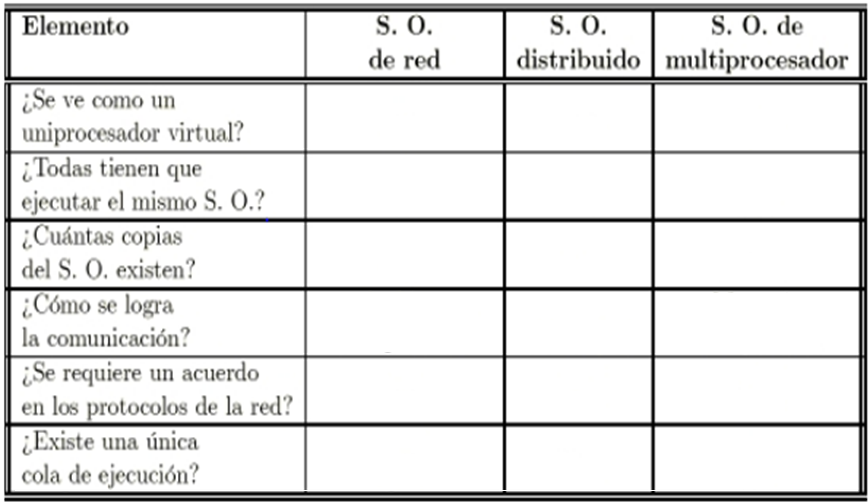 Elemento S. O. S. O. S. O. de
de red distribuido multiprocesador
¿Se ve como un
uniprocesador virtual?
¿Todas tienen que
ejecutar el mismo S. O.?
¿Cuántas copias
del S. O. existen?
¿Cómo se logra
la comunicación?
¿Se requiere un acuerdo
en los protocolos de la red?
¿Existe una única
cola de ejecución?